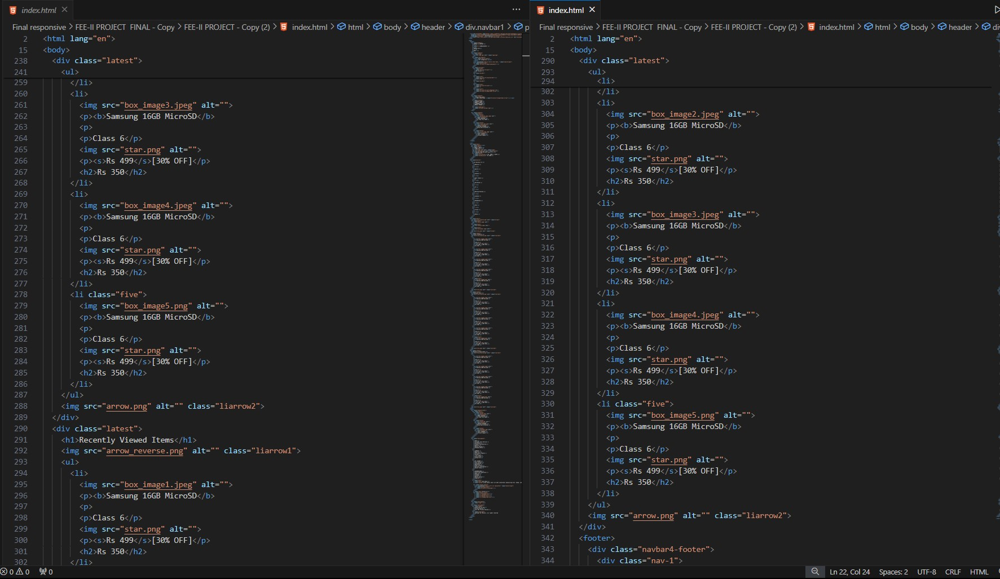 index.html
Final responsive > FEE-II PROJECT FINAL - Copy > FEE-II PROJECT - Copy (2) > index.html > html > body > header > div.navbar1 > p
2 <html lang="en">
15 <body>
238 <div class="latest">
241 <ul>
259 </li>
260 <li>
261 <img src="box_image3.jpeg" alt="">
262 <p><b>Samsung 16GB MicroSD</b>
263 <p>
264 <p>Class 6</p>
265 <img src="star.png" alt="">
266 <p><s>Rs 499</s>[30% OFF]</p>
267 <h2>Rs 350</h2>
268 </li>
269 <li>
270 <img src="box_image4.jpeg" alt="">
271 <p><b>Samsung 16GB MicroSD</b>
272 <p>
273 <p>Class 6</p>
274 <img src="star.png" alt="">
275 <p><s>Rs 499</s>[30% OFF]</p>
276 <h2>Rs 350</h2>
277 </li>
278 <li class="five">
279 <img src="box_image5.png" alt="">
280 <p><b>Samsung 16GB MicroSD</b>
281 <p>
282 <p>Class 6</p>
283 <img src="star.png" alt="">
284 <p><s>Rs 499</s>[30% OFF]</p>
285 <h2>Rs 350</h2>
286 </li>
287 </ul>
288 <img src="arrow.png" alt="" class="liarrow2">
289 </div>
290 <div class="latest">
291 <h1>Recently Viewed Items</h1>
292 <img src="arrow_reverse.png" alt="" class="liarrow1">
293 <ul>
294 <li>
295 <img src="box_image1.jpeg" alt="">
296 <p><b>Samsung 16GB MicroSD</b>
297 <p>
298 <p>Class 6</p>
299 <img src="star.png" alt="">
300 <p><s>Rs 499</s>[30% OFF]</p>
301 <h2>Rs 350</h2>
302 </li>
index.html
Final responsive > FEE-II PROJECT FINAL - Copy > FEE-II PROJECT - Copy (2) > index.html > html > body > header > div
2 <html lang="en">
15 <body>
290 <div class="latest">
293 <ul>
294 <li>
302 </li>
303 <li>
304 <img src="box_image2.jpeg" alt="">
305 <p><b>Samsung 16GB MicroSD</b>
306 <p>
307 <p>Class 6</p>
308 <img src="star.png" alt="">
309 <p><s>Rs 499</s>[30% OFF]</p>
310 <h2>Rs 350</h2>
311 </li>
312 <li>
313 <img src="box_image3.jpeg" alt="">
314 <p><b>Samsung 16GB MicroSD</b>
315 <p>
316 <p>Class 6</p>
317 <img src="star.png" alt="">
318 <p><s>Rs 499</s>[30% OFF]</p>
319 <h2>Rs 350</h2>
320 </li>
321 <li>
322 <img src="box_image4.jpeg" alt="">
323 <p><b>Samsung 16GB MicroSD</b>
324 <p>
325 <p>Class 6</p>
326 <img src="star.png" alt="">
327 <p><s>Rs 499</s>[30% OFF]</p>
328 <h2>Rs 350</h2>
329 </li>
330 <li class="five">
331 <img src="box_image5.png" alt="">
332 <p><b>Samsung 16GB MicroSD</b>
333 <p>
334 <p>Class 6</p>
335 <img src="star.png" alt="">
336 <p><s>Rs 499</s>[30% OFF]</p>
337 <h2>Rs 350</h2>
338 </li>
339 </ul>
340 <img src="arrow.png" alt="" class="liarrow2">
341 </div>
342 <footer>
343 <div class="navbar4-footer">
344 <div class="nav-1">
0 0 0 Ln 22, Col 24 Spaces: 2 UTF-8 CRLF HTML